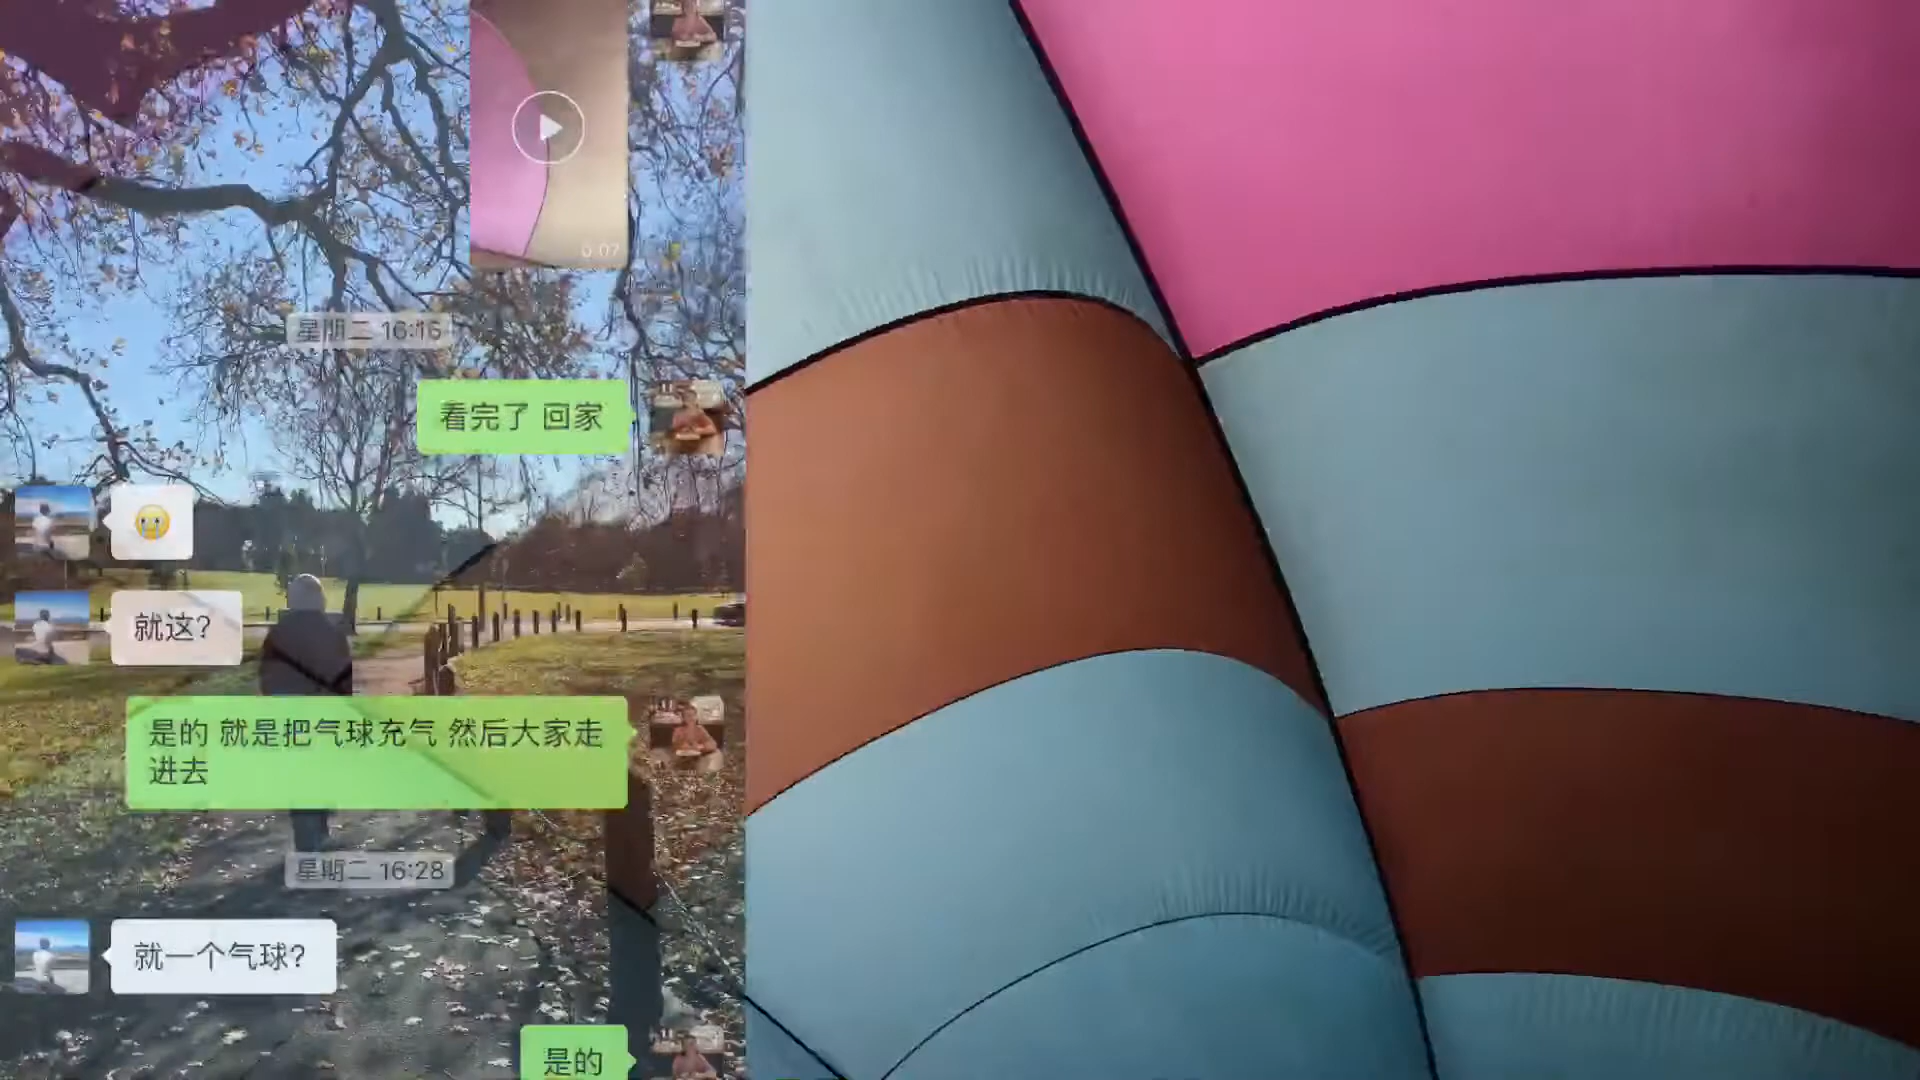 0:07
星期二 16:16
看完了 回家
就这?
是的 就是把气球充气 然后大家走
进去
星期二 16:28
就一个气球?
是的